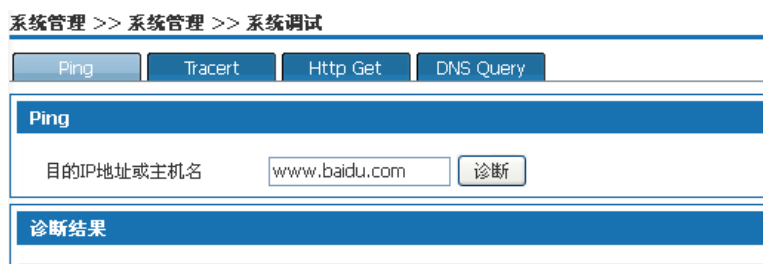 系统管理 >> 系统管理 >> 系统调试
Ping Tracert Http Get DNS Query
Ping
目的IP地址或主机名 www.baidu.com 诊断
诊断结果